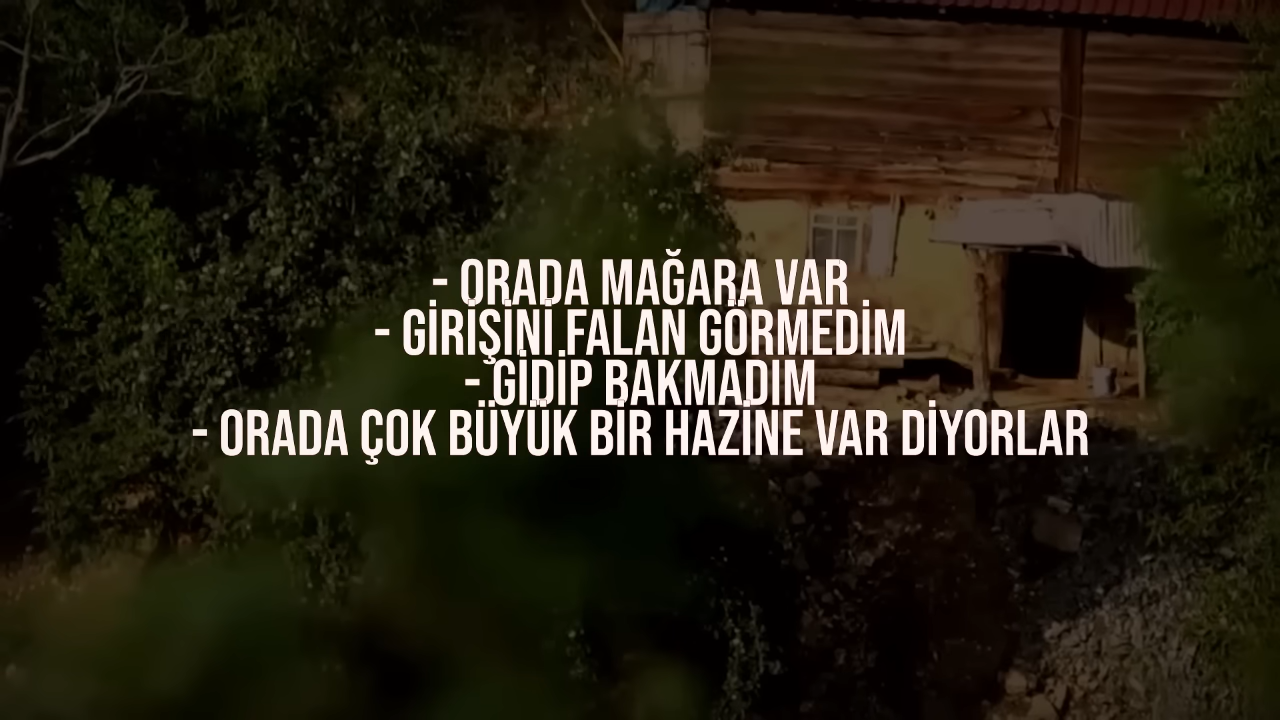 - ORADA MAĞARA VAR
- GİRİŞİNİ FALAN GÖRMEDİM
- GİDİP BAKMADIM
- ORADA ÇOK BÜYÜK BİR HAZİNE VAR DİYORLAR